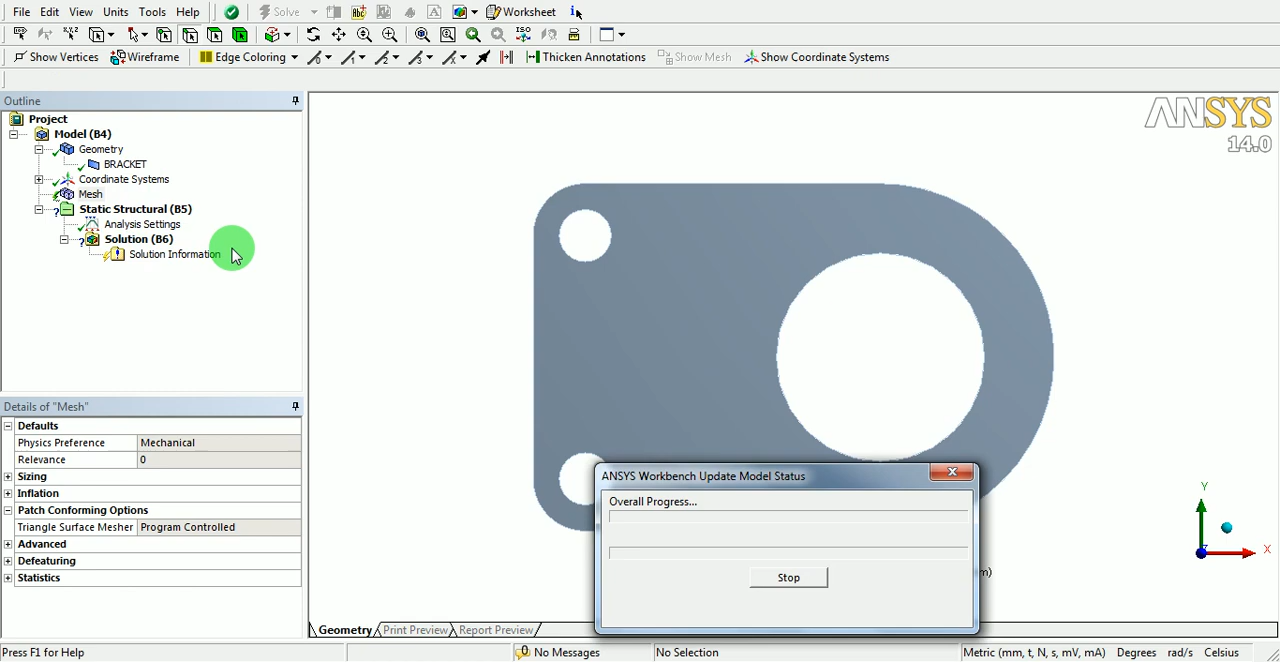 File Edit View Units Tools Help Solve Worksheet
Show Vertices Wireframe Edge Coloring Thicken Annotations Show Mesh Show Coordinate Systems
Outline
Project
Model (B4)
Geometry
BRACKET
Coordinate Systems
Mesh
Static Structural (B5)
Analysis Settings
Solution (B6)
Solution Information
Details of "Mesh"
Defaults
Physics Preference Mechanical
Relevance 0
Sizing
Inflation
Patch Conforming Options
Triangle Surface Mesher Program Controlled
Advanced
Defeaturing
Statistics
ANSYS
14.0
ANSYS Workbench Update Model Status
Overall Progress...
Stop
m)
Y
X
Geometry Print Preview Report Preview
Press F1 for Help No Messages No Selection Metric (mm, t, N, s, mV, mA) Degrees rad/s Celsius